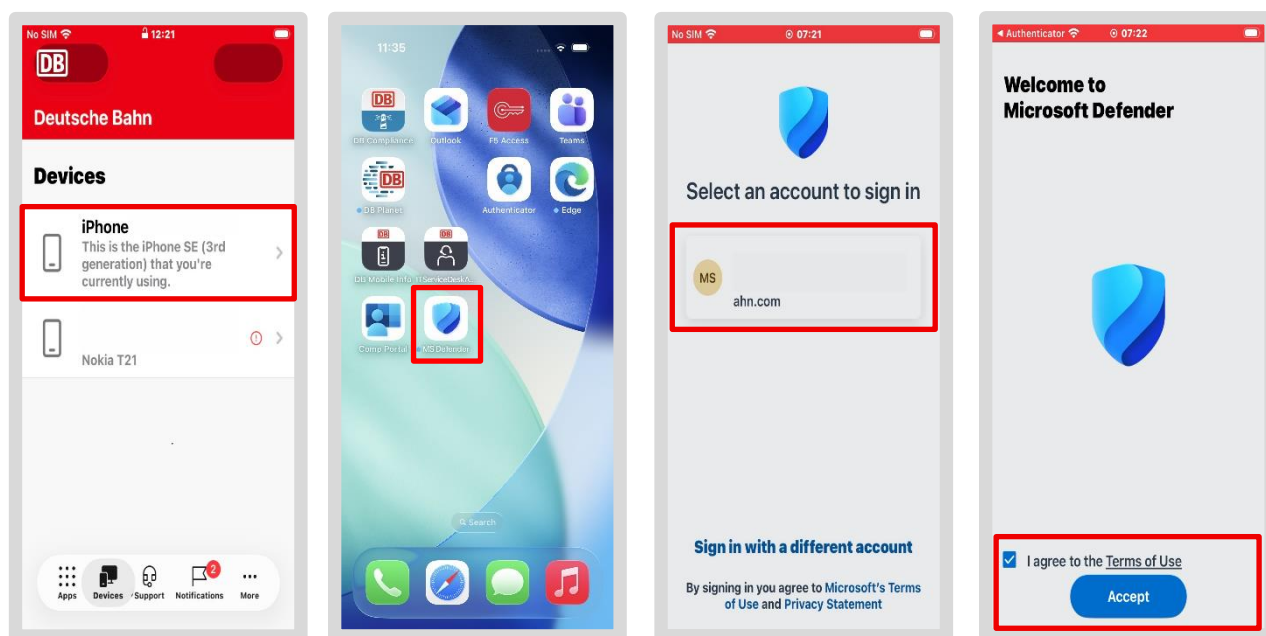 No SIM 12:21
DB
Deutsche Bahn
Devices
iPhone
This is the iPhone SE (3rd
generation) that you're
currently using.
Nokia T21
2
Apps Devices Support Notifications More
11:35
DB DB
DB Compliance Outlook F5 Access Teams
DB
DB Planet Authenticator Edge
DB DB
DB Mobile Info ITServiceDeskA...
Comp Portal MS Defender
Search
No SIM 07:21
Select an account to sign in
MS
ahn.com
Sign in with a different account
By signing in you agree to Microsoft's Terms
of Use and Privacy Statement
Authenticator 07:22
Welcome to
Microsoft Defender
I agree to the Terms of Use
Accept